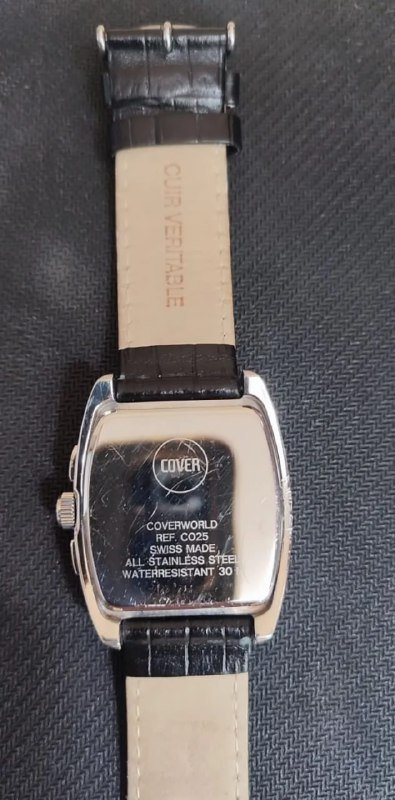 CUIR VERITABLE
COVER
COVERWORLD
REF. CO25
SWISS MADE
ALL STAINLESS STEEL
WATERRESISTANT 30